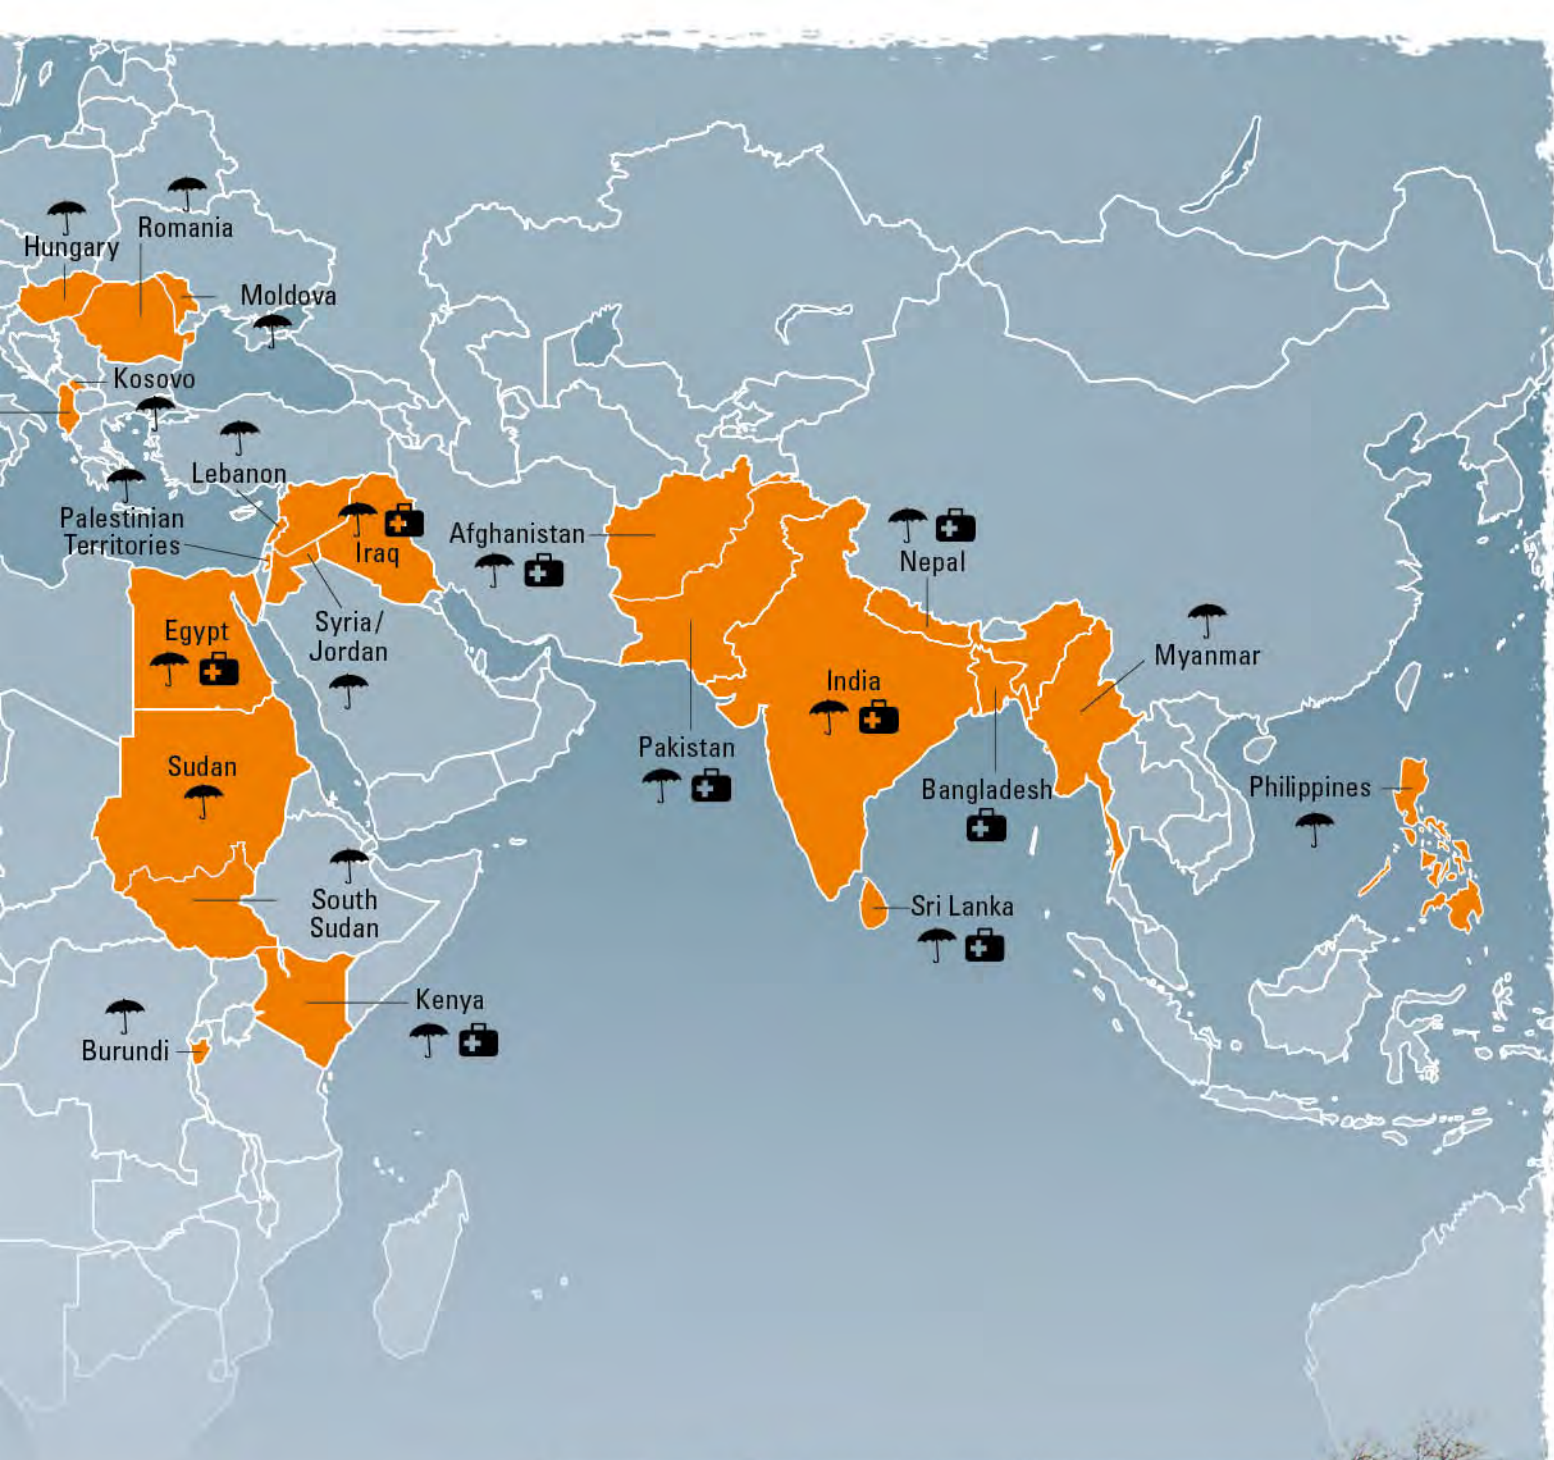 Romania
Hungary
Moldova
Kosovo
Lebanon
Palestinian
Territories
Iraq
Afghanistan
Nepal
Syria/
Jordan
Egypt
Myanmar
India
Pakistan
Sudan
Bangladesh
Philippines
South
Sudan
Sri Lanka
Kenya
Burundi